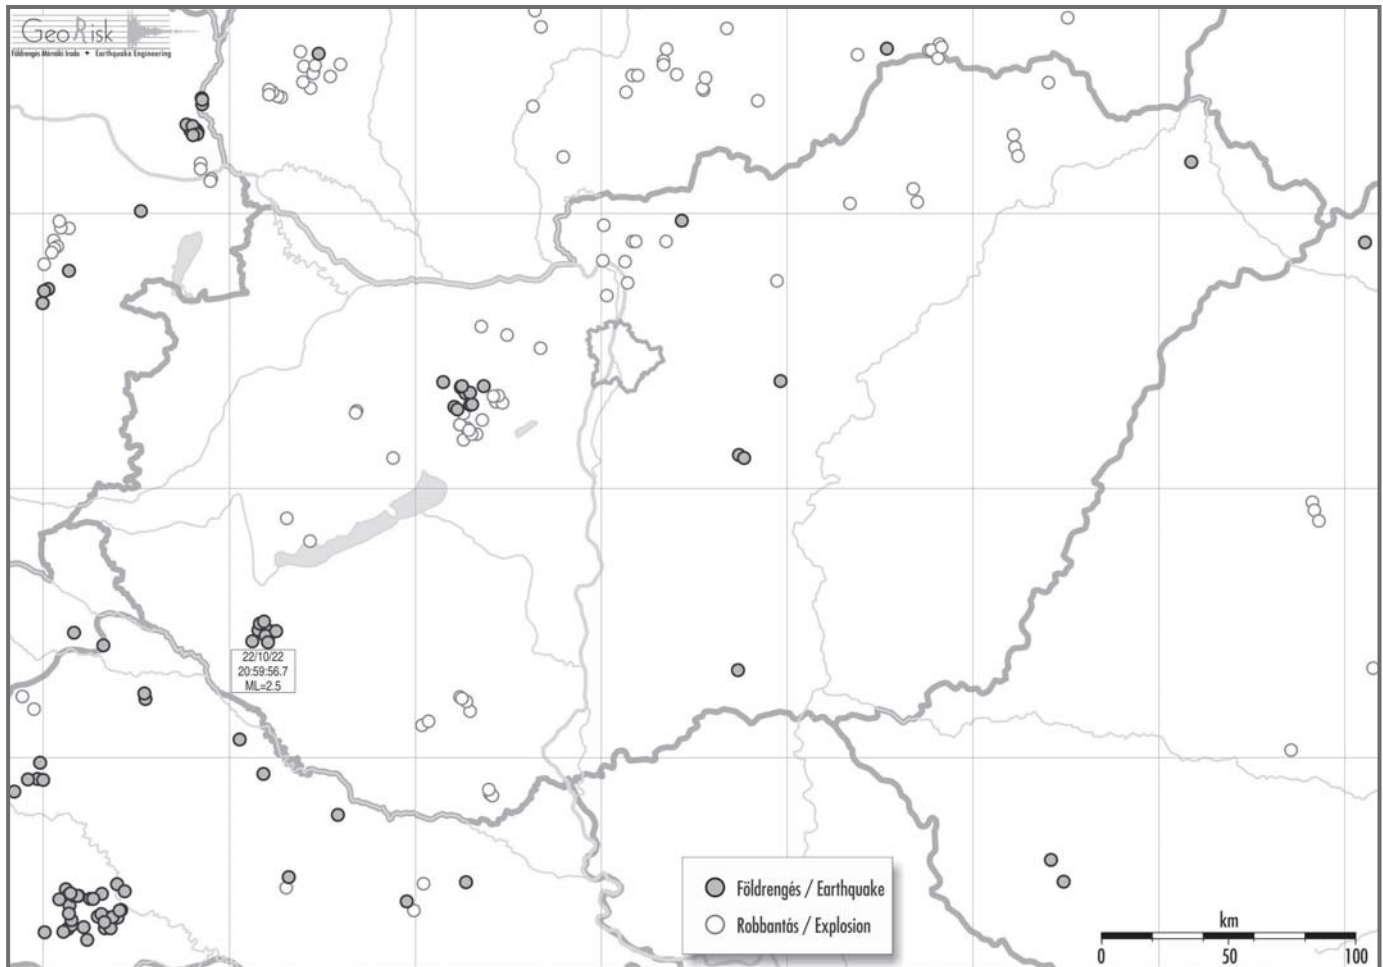 GeoRisk
Földrengés Mérnöki Iroda ✦ Earthquake Engineering
22/10/22
20:59:56.7
ML=2.5
Földrengés / Earthquake
Robbantás / Explosion
km
0 50 100